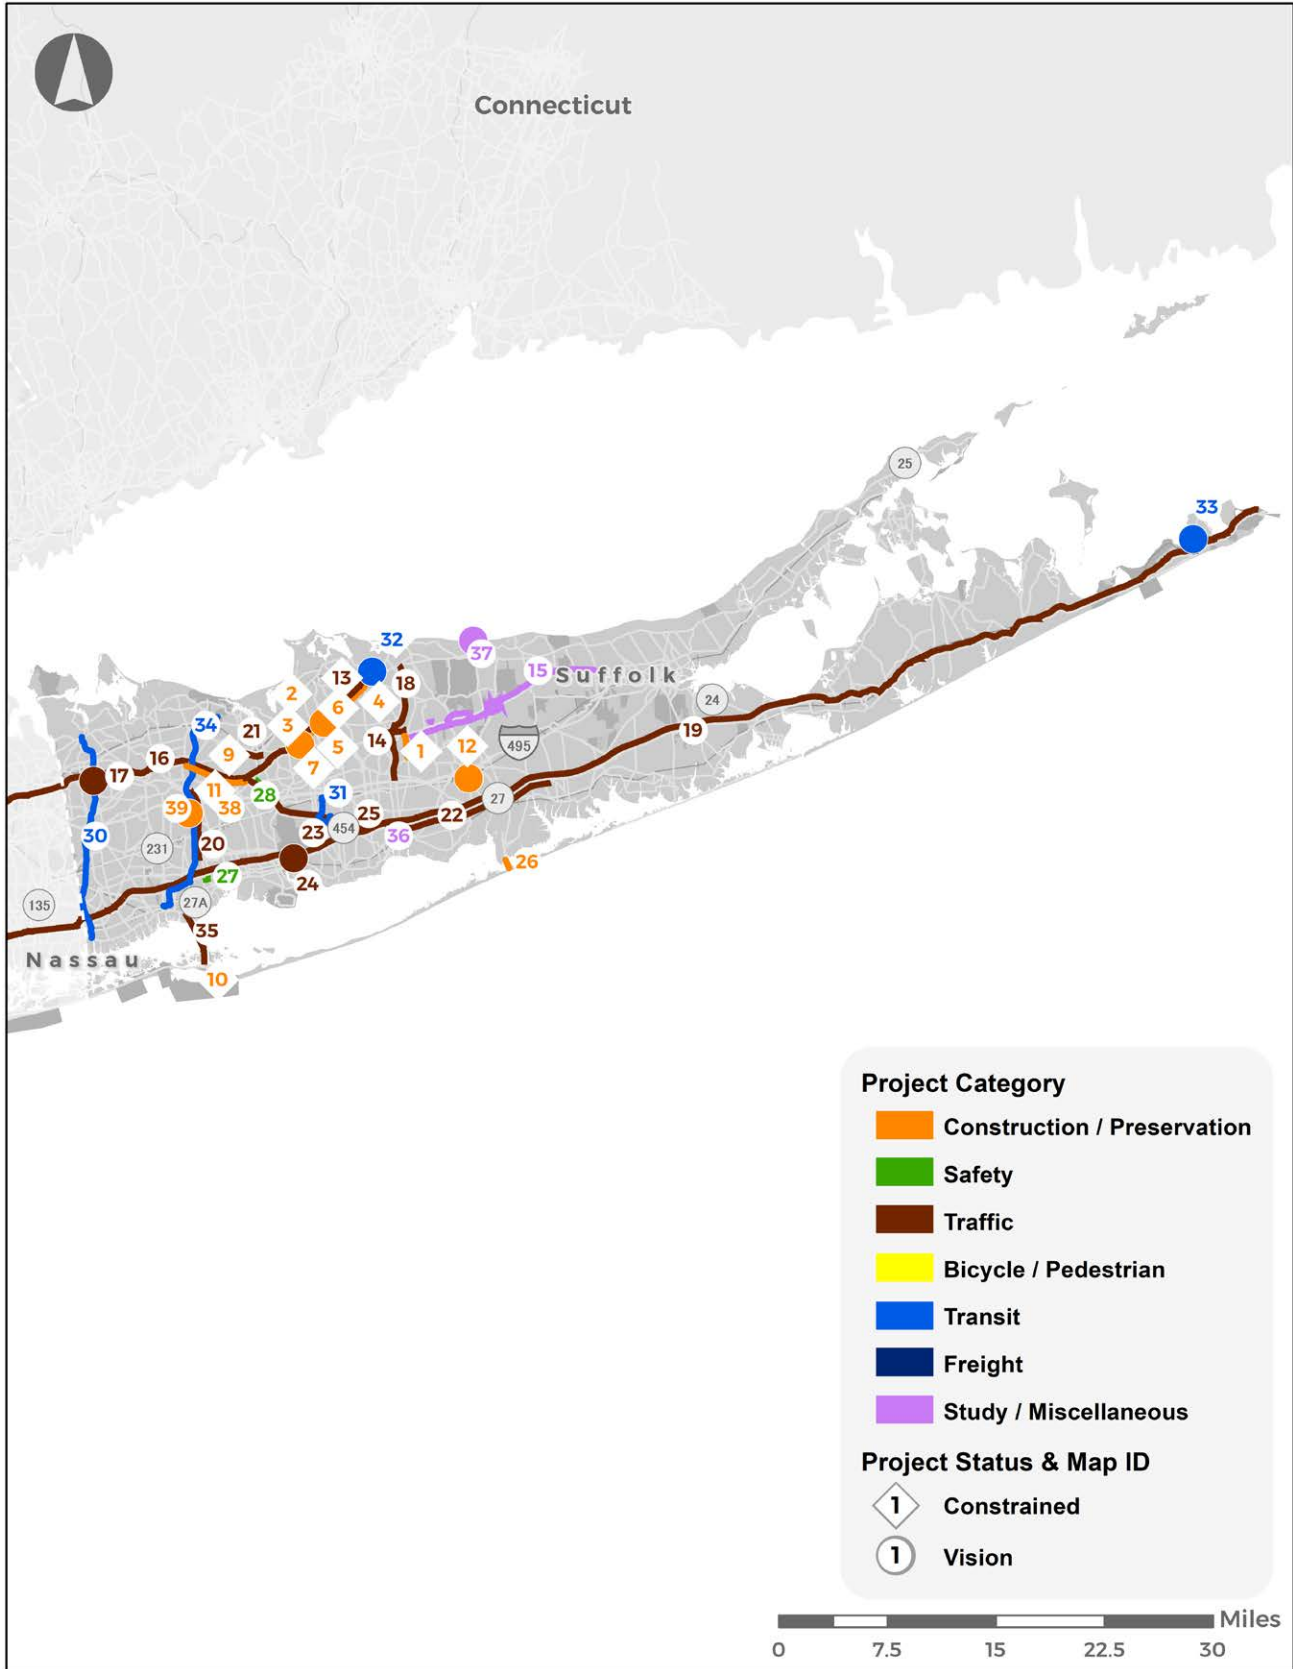 Connecticut
25
33
32
37
15
Suffolk
13
18
2
6
4
24
34
21
3
19
9
5
14
1
12
495
16
7
17
11
28
31
27
39
38
25
22
30
23
454
36
20
231
26
24
27
135
27A
35
Nassau
10
Project Category
Construction / Preservation
Safety
Traffic
Bicycle / Pedestrian
Transit
Freight
Study / Miscellaneous
Project Status & Map ID
1 Constrained
1 Vision
Miles
0 7.5 15 22.5 30